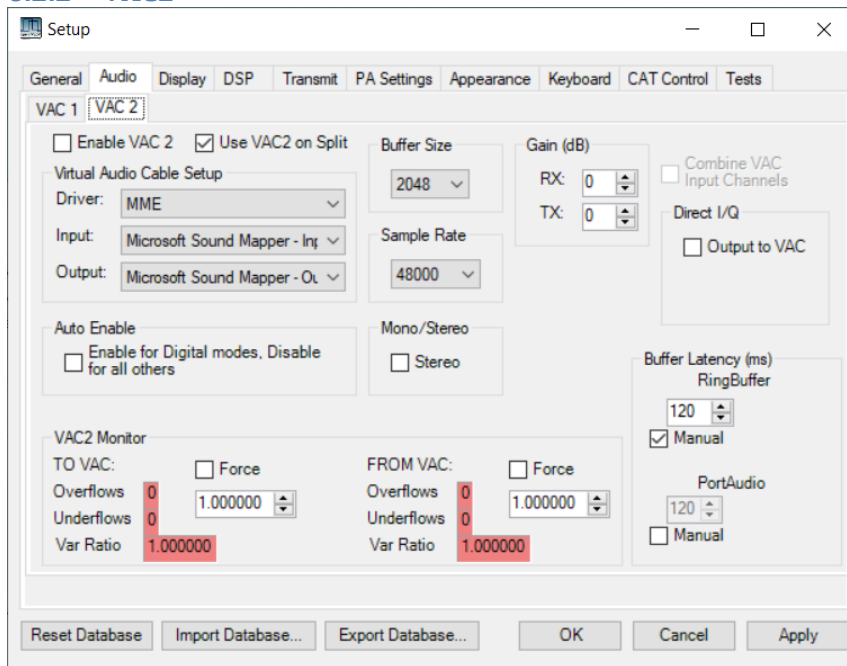 Setup
General Audio Display DSP Transmit PA Settings Appearance Keyboard CAT Control Tests
VAC 1 VAC 2
Enable VAC 2 Use VAC2 on Split
Virtual Audio Cable Setup
Driver: MME
Input: Microsoft Sound Mapper - Inp
Output: Microsoft Sound Mapper - Ou
Buffer Size
2048
Sample Rate
48000
Gain (dB)
RX: 0
TX: 0
Combine VAC
Input Channels
Direct I/Q
Output to VAC
Auto Enable
Enable for Digital modes, Disable
for all others
Mono/Stereo
Stereo
Buffer Latency (ms)
RingBuffer
120
Manual
PortAudio
120
Manual
VAC2 Monitor
TO VAC: Force
Overflows 0
1.000000
Underflows 0
Var Ratio 1.000000
FROM VAC: Force
Overflows 0
1.000000
Underflows 0
Var Ratio 1.000000
Reset Database Import Database... Export Database... OK Cancel Apply